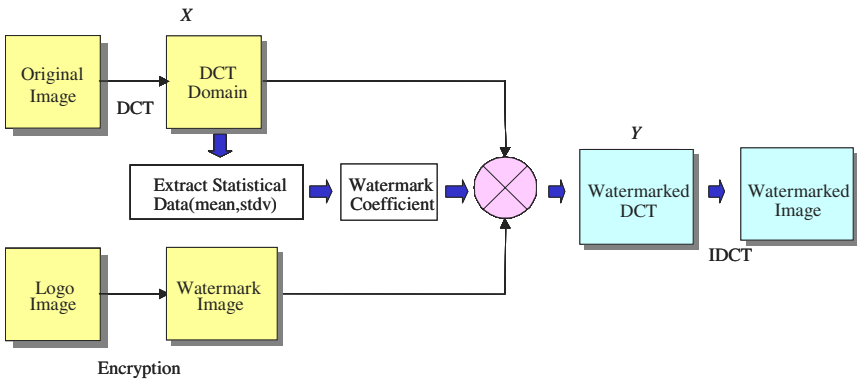 X
Original
Image
DCT
DCT
Domain
Extract Statistical
Data(mean,stdv)
Watermark
Coefficient
Y
Watermarked
DCT
IDCT
Watermarked
Image
Logo
Image
Encryption
Watermark
Image